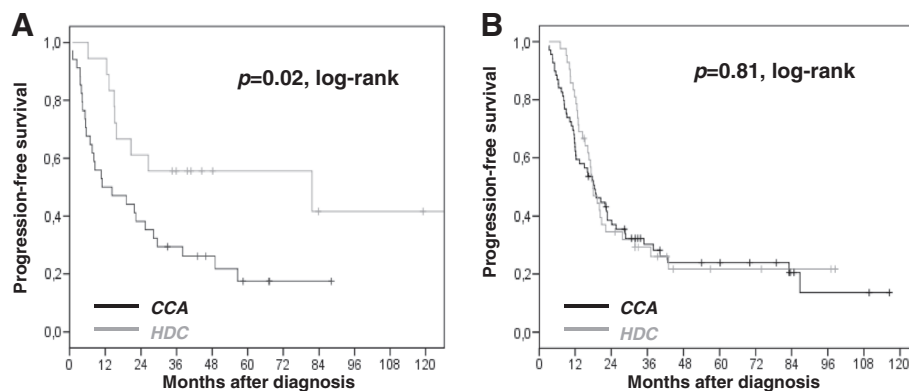 A
p=0.02, log-rank
Progression-free survival
1,0
0,8
0,6
0,4
0,2
0,0
CCA
HDC
0 12 24 36 48 60 72 84 96 108 120
Months after diagnosis
B
p=0.81, log-rank
Progression-free survival
1,0
0,8
0,6
0,4
0,2
0,0
CCA
HDC
0 12 24 36 48 60 72 84 96 108 120
Months after diagnosis